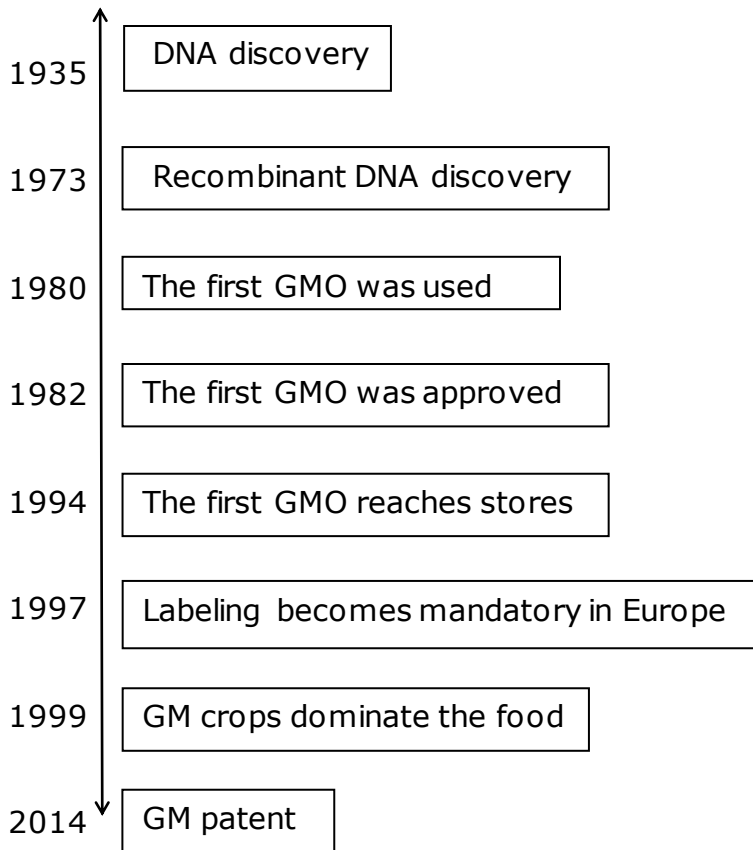 1935 DNA discovery
1973 Recombinant DNA discovery
1980 The first GMO was used
1982 The first GMO was approved
1994 The first GMO reaches stores
1997 Labeling becomes mandatory in Europe
1999 GM crops dominate the food
2014 GM patent